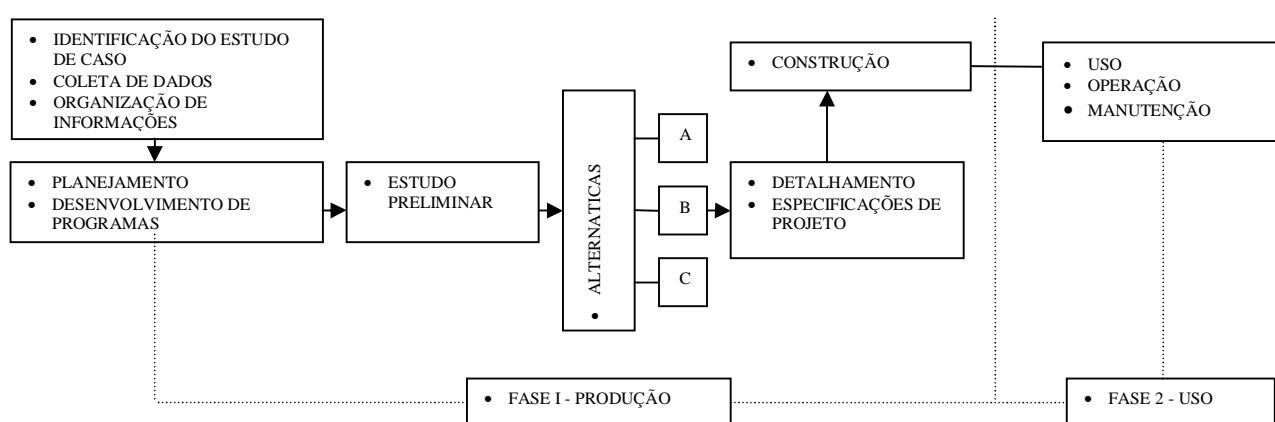 • IDENTIFICAÇÃO DO ESTUDO
DE CASO
• COLETA DE DADOS
• ORGANIZAÇÃO DE
INFORMAÇÕES
• PLANEJAMENTO
• DESENVOLVIMENTO DE
PROGRAMAS
• ESTUDO
PRELIMINAR
• ALTERNATICAS
A
B
C
• DETALHAMENTO
• ESPECIFICAÇÕES DE
PROJETO
• CONSTRUÇÃO
• USO
• OPERAÇÃO
• MANUTENÇÃO
• FASE I - PRODUÇÃO
• FASE 2 - USO